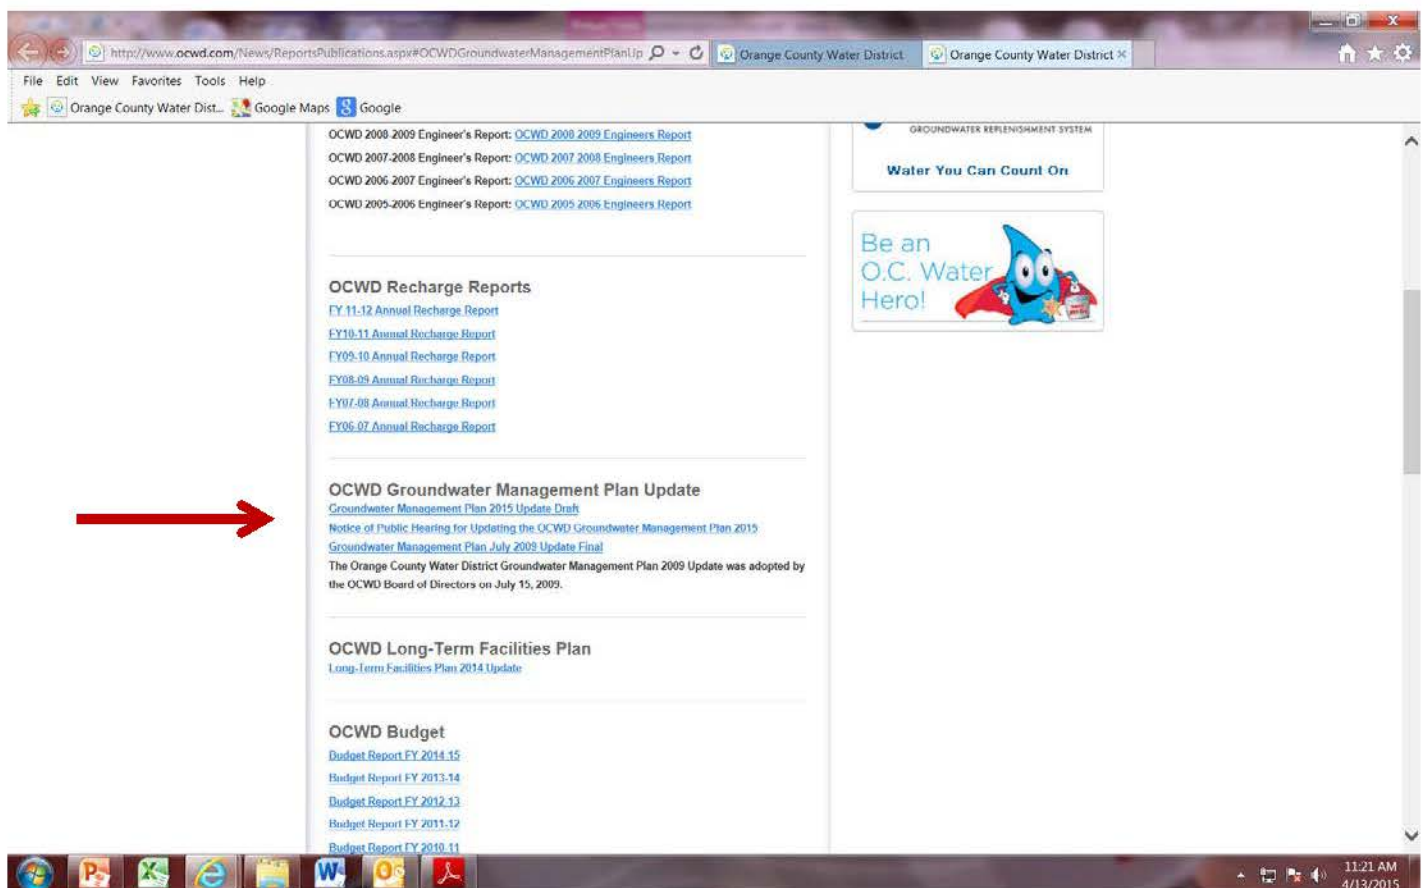 http://www.ocwd.com/News/ReportsPublications.aspx#OCWDGroundwaterManagementPlanUp
Orange County Water District
Orange County Water District
File Edit View Favorites Tools Help
Orange County Water Dist... Google Maps Google
OCWD 2008-2009 Engineer's Report: OCWD 2008 2009 Engineers Report
OCWD 2007-2008 Engineer's Report: OCWD 2007 2008 Engineers Report
OCWD 2006-2007 Engineer's Report: OCWD 2006 2007 Engineers Report
OCWD 2005-2006 Engineer's Report: OCWD 2005 2006 Engineers Report
GROUNDWATER REPLENISHMENT SYSTEM
Water You Can Count On
Be an
O.C. Water
Hero!
OCWD Recharge Reports
FY 11-12 Annual Recharge Report
FY10-11 Annual Recharge Report
FY09-10 Annual Recharge Report
FY08-09 Annual Recharge Report
FY07-08 Annual Recharge Report
FY06-07 Annual Recharge Report
OCWD Groundwater Management Plan Update
Groundwater Management Plan 2015 Update Draft
Notice of Public Hearing for Updating the OCWD Groundwater Management Plan 2015
Groundwater Management Plan July 2009 Update Final
The Orange County Water District Groundwater Management Plan 2009 Update was adopted by
the OCWD Board of Directors on July 15, 2009.
OCWD Long-Term Facilities Plan
Long-Term Facilities Plan 2014 Update
OCWD Budget
Budget Report FY 2014-15
Budget Report FY 2013-14
Budget Report FY 2012-13
Budget Report FY 2011-12
Budget Report FY 2010-11
11:21 AM
4/13/2015